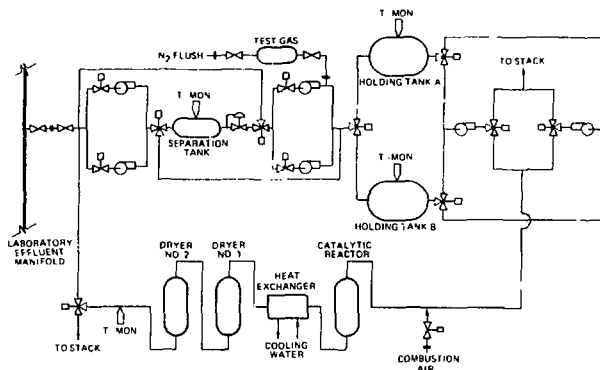 T MON
TEST GAS
N₂ FLUSH
HOLDING TANK A
TO STACK
T MON
SEPARATION
TANK
T - MON
HOLDING TANK B
LABORATORY
EFFLUENT
MANIFOLD
DRYER
NO 2
DRYER
NO 1
HEAT
EXCHANGER
CATALYTIC
REACTOR
T MON
TO STACK
COOLING
WATER
COMBUSTION
AIR